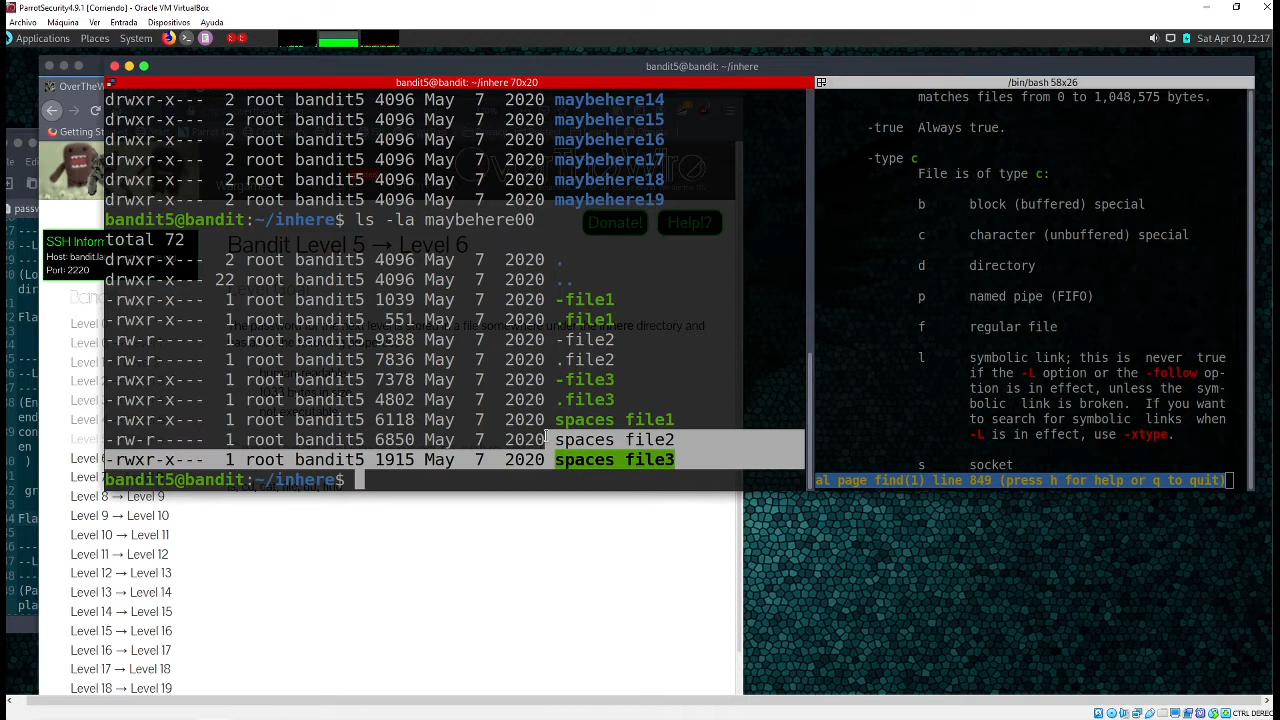 ParrotSecurity4.9.1 [Corriendo] - Oracle VM VirtualBox
Archivo Máquina Ver Entrada Dispositivos Ayuda
Applications Places System
Sat Apr 10, 12:17
bandit5@bandit: ~/inhere
bandit5@bandit: ~/inhere 70x20
drwxr-x--- 2 root bandit5 4096 May 7 2020 maybehere14
drwxr-x--- 2 root bandit5 4096 May 7 2020 maybehere15
drwxr-x--- 2 root bandit5 4096 May 7 2020 maybehere16
drwxr-x--- 2 root bandit5 4096 May 7 2020 maybehere17
drwxr-x--- 2 root bandit5 4096 May 7 2020 maybehere18
drwxr-x--- 2 root bandit5 4096 May 7 2020 maybehere19
bandit5@bandit:~/inhere$ ls -la maybehere00
total 72
drwxr-x--- 2 root bandit5 4096 May 7 2020 .
drwxr-x--- 22 root bandit5 4096 May 7 2020 ..
-rwxr-x--- 1 root bandit5 1039 May 7 2020 -file1
-rwxr-x--- 1 root bandit5 551 May 7 2020 .file1
-rw-r----- 1 root bandit5 9388 May 7 2020 -file2
-rw-r----- 1 root bandit5 7836 May 7 2020 .file2
-rwxr-x--- 1 root bandit5 7378 May 7 2020 -file3
-rwxr-x--- 1 root bandit5 4802 May 7 2020 .file3
-rwxr-x--- 1 root bandit5 6118 May 7 2020 spaces file1
-rw-r----- 1 root bandit5 6850 May 7 2020 spaces file2
-rwxr-x--- 1 root bandit5 1915 May 7 2020 spaces file3
bandit5@bandit:~/inhere$
/bin/bash 58x26
matches files from 0 to 1,048,575 bytes.
-true Always true.
-type c
File is of type c:
b block (buffered) special
c character (unbuffered) special
d directory
p named pipe (FIFO)
f regular file
l symbolic link; this is never true
if the -L option or the -follow op-
tion is in effect, unless the sym-
bolic link is broken. If you want
to search for symbolic links when
-L is in effect, use -xtype.
s socket
al page find(1) line 849 (press h for help or q to quit)
OverTheW
Getting Started
Wargames
Donate!
Help!?
SSH Inform
Host: bandit.la
Port: 2220
Bandit Level 5 → Level 6
Level 8 → Level 9
Level 9 → Level 10
Level 10 → Level 11
Level 11 → Level 12
Level 12 → Level 13
Level 13 → Level 14
Level 14 → Level 15
Level 15 → Level 16
Level 16 → Level 17
Level 17 → Level 18
Level 18 → Level 19
CTRL DEREC